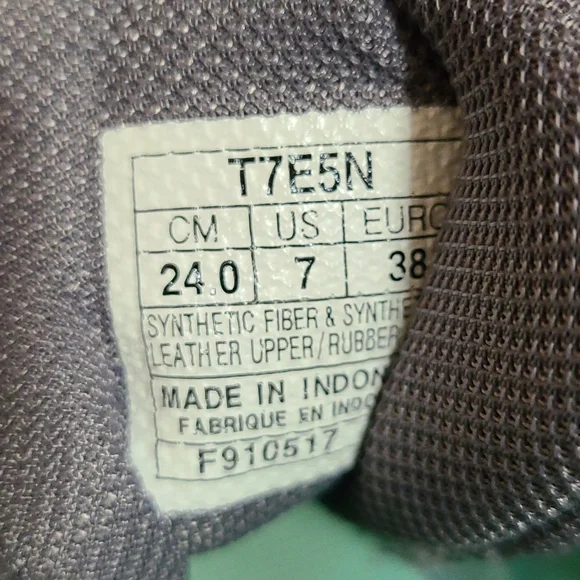 T7E5N
CM US EURO
24.0 7 38
SYNTHETIC FIBER & SYNTHE
LEATHER UPPER/RUBBER
MADE IN INDON
FABRIQUE EN INDO
F910517